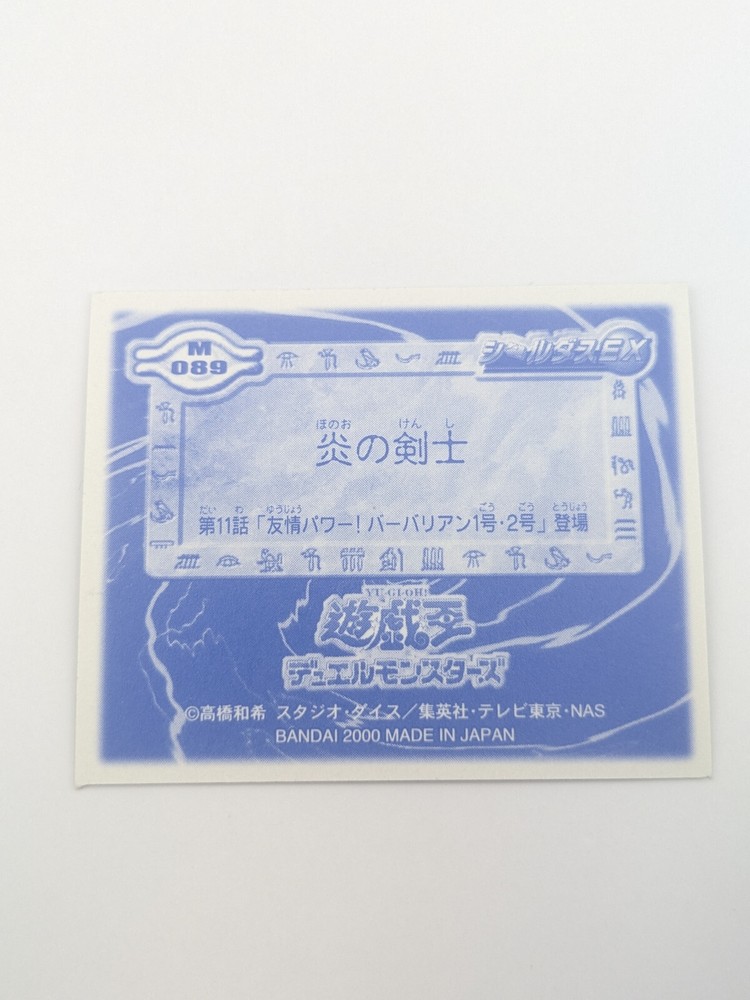 M
089
シールダスEX
ほのお けん し
炎の剣士
だい わ ゆうじょう ごう ごう とうじょう
第11話「友情パワー!バーバリアン1号・2号」登場
YU-GI-OH!
遊戯王
デュエルモンスターズ
©高橋和希 スタジオ・ダイス/集英社・テレビ東京・NAS
BANDAI 2000 MADE IN JAPAN